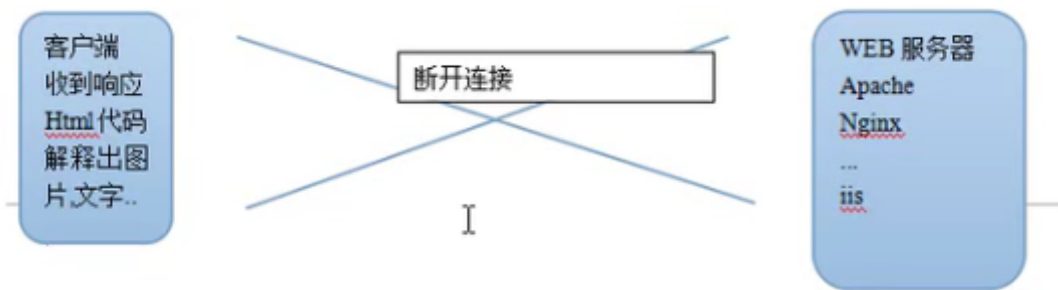 客户端
收到响应
Html代码
解释出图
片,文字..
断开连接
WEB 服务器
Apache
Nginx
...
iis